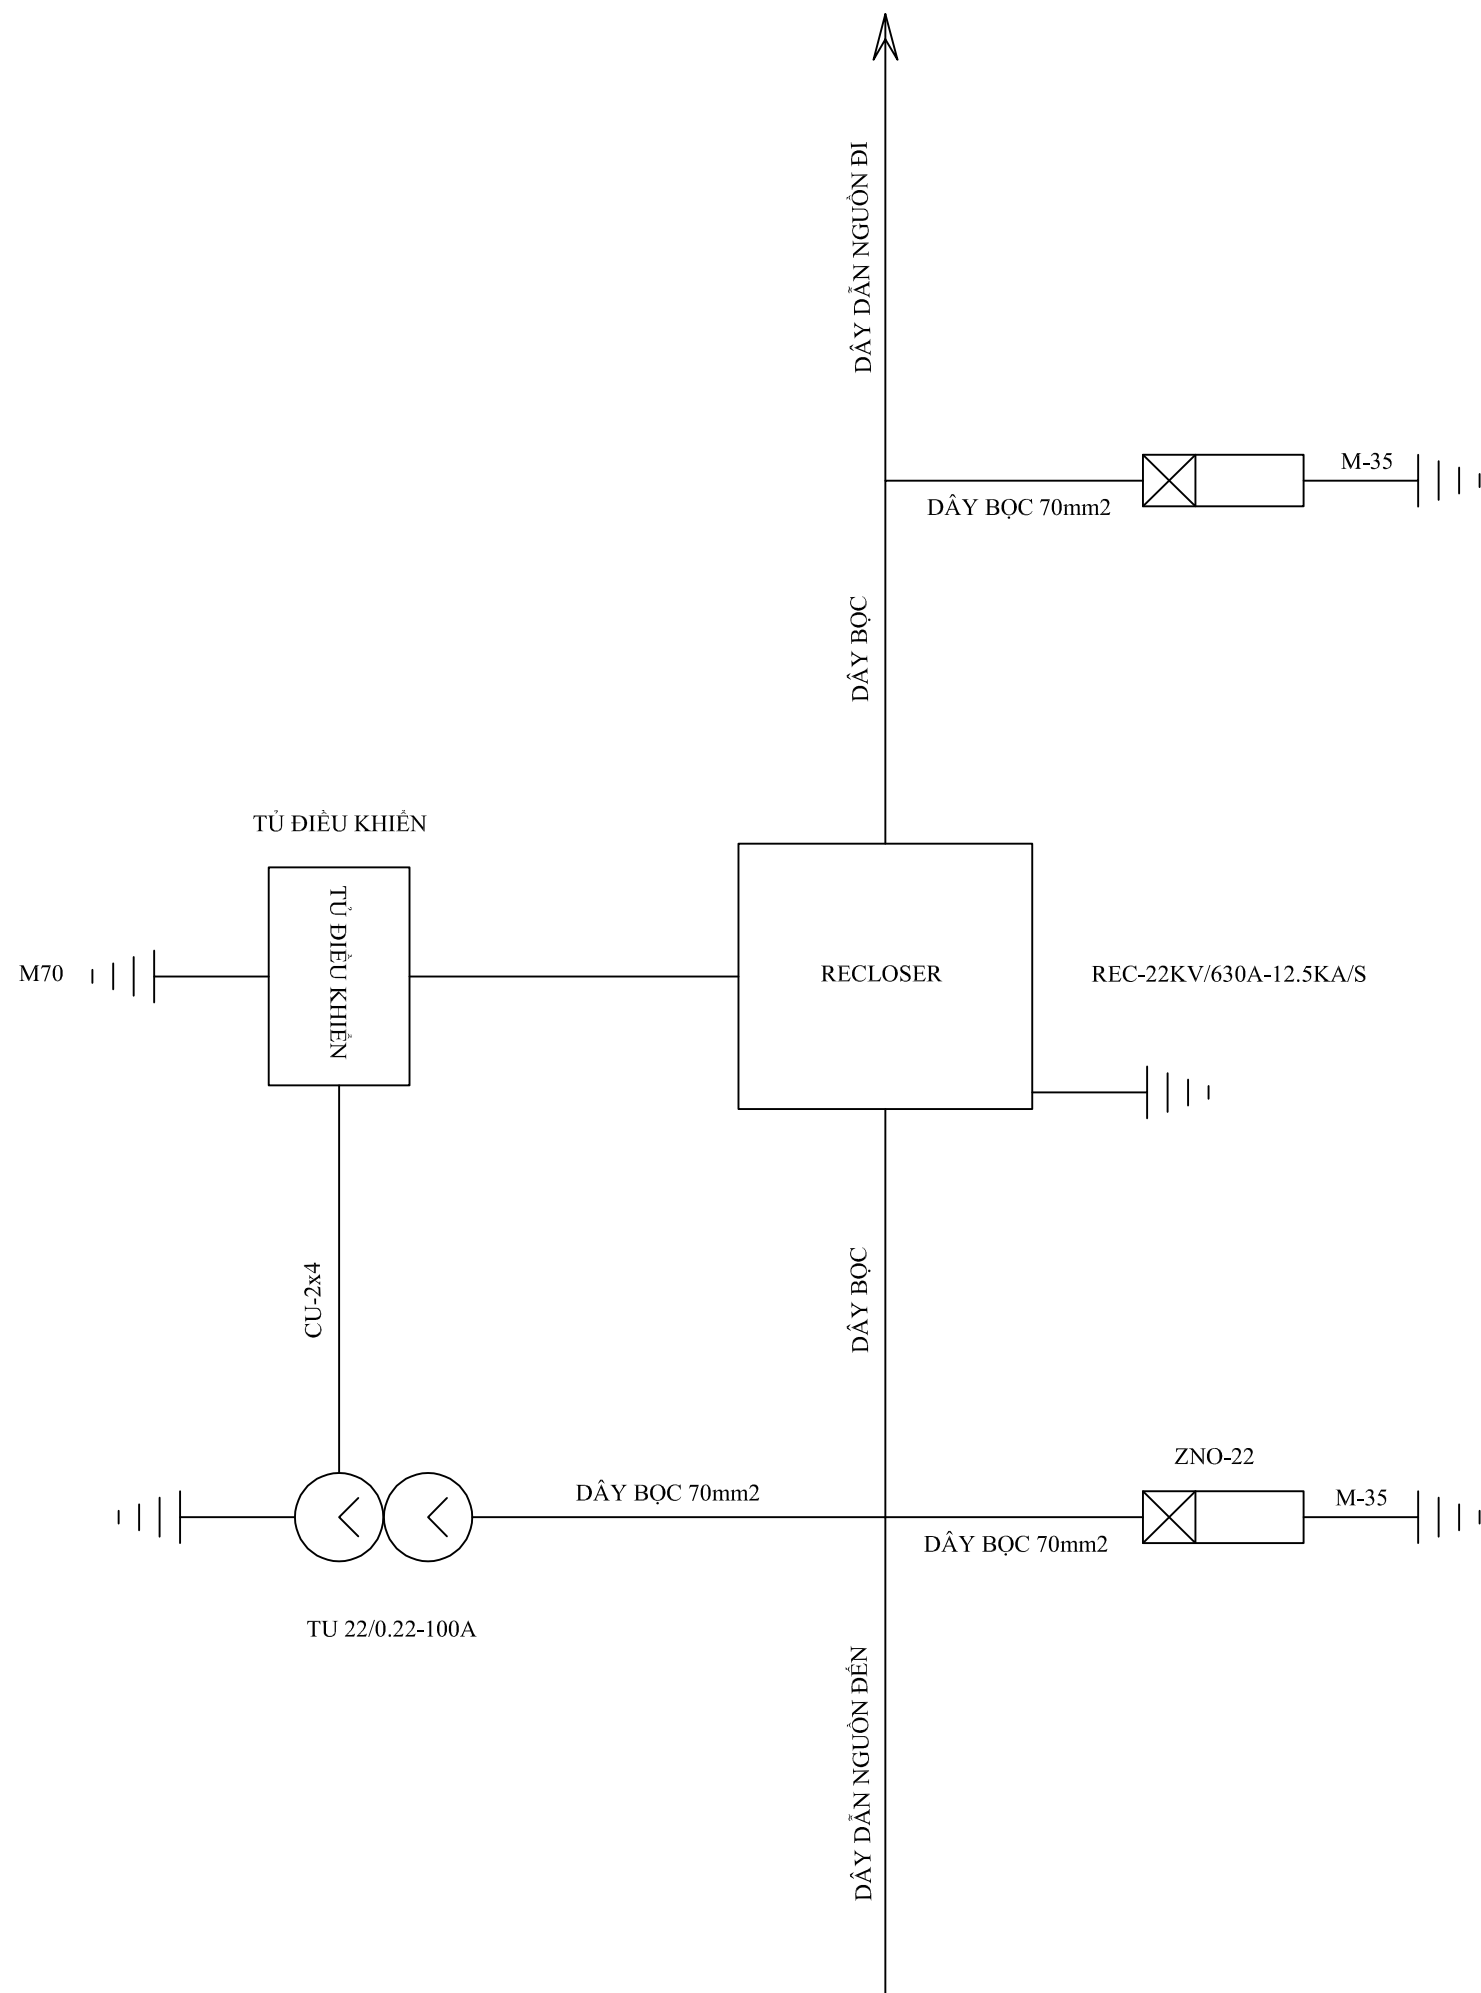 DÂY DẪN NGUỒN ĐI
M-35
DÂY BỌC 70mm2
DÂY BỌC
TỦ ĐIỀU KHIỂN
TỦ ĐIỀU KHIỂN
M70
RECLOSER
REC-22KV/630A-12.5KA/S
CU-2x4
DÂY BỌC
ZNO-22
DÂY BỌC 70mm2
M-35
DÂY BỌC 70mm2
TU 22/0.22-100A
DÂY DẪN NGUỒN ĐẾN